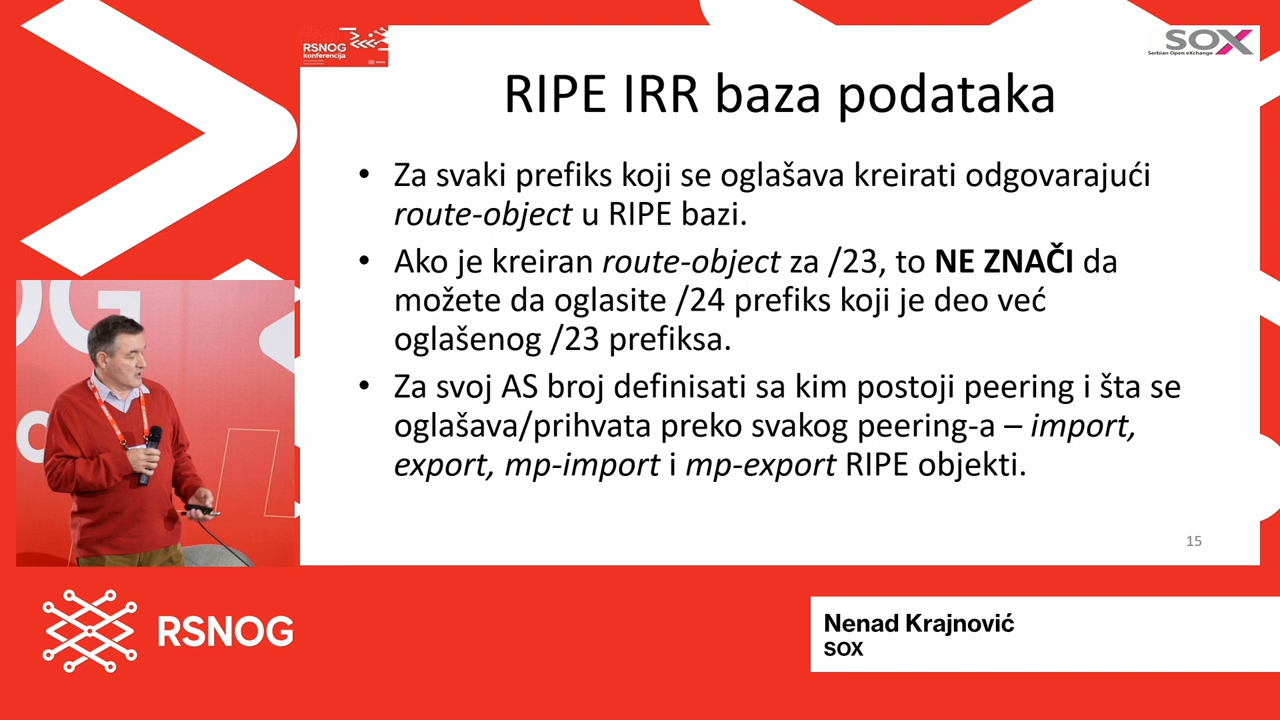 RSNOG
konferencija
SOX
Serbian Open eXchange
RIPE IRR baza podataka
• Za svaki prefiks koji se oglašava kreirati odgovarajući
route-object u RIPE bazi.
• Ako je kreiran route-object za /23, to NE ZNAČI da
možete da oglasite /24 prefiks koji je deo već
oglašenog /23 prefiksa.
• Za svoj AS broj definisati sa kim postoji peering i šta se
oglašava/prihvata preko svakog peering-a – import,
export, mp-import i mp-export RIPE objekti.
15
RSNOG
Nenad Krajnović
SOX